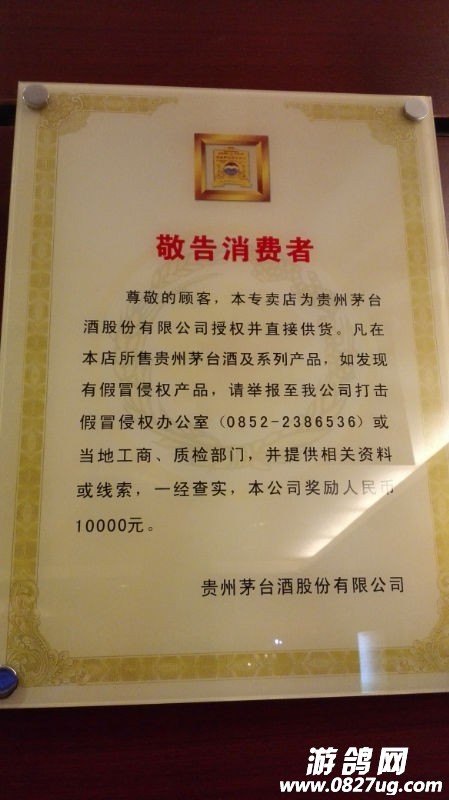 敬告消费者
尊敬的顾客，本专卖店为贵州茅台
酒股份有限公司授权并直接供货。凡在
本店所售贵州茅台酒及系列产品，如发现
有假冒侵权产品，请举报至我公司打击
假冒侵权办公室（0852-2386536）或
当地工商、质检部门，并提供相关资料
或线索，一经查实，本公司奖励人民币
10000元。
贵州茅台酒股份有限公司
游鸽网
www.0827ug.com